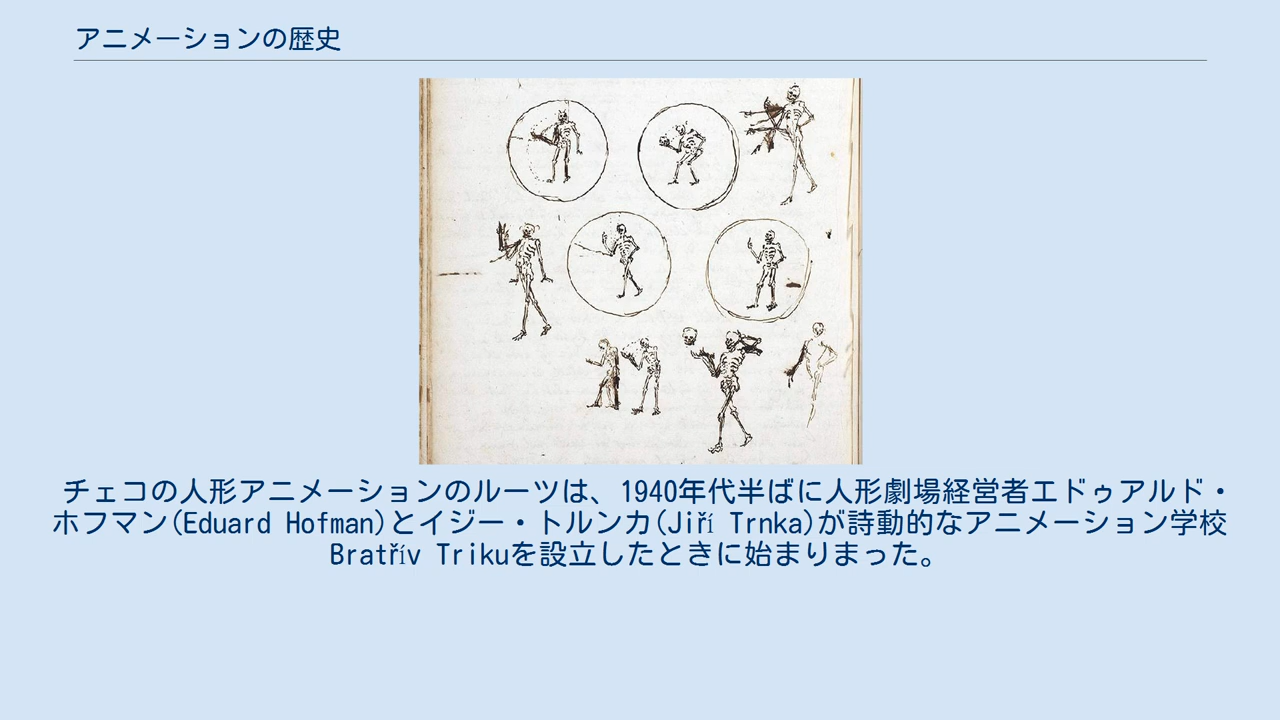 アニメーションの歴史
チェコの人形アニメーションのルーツは、1940年代半ばに人形劇場経営者エドゥアルド・
ホフマン(Eduard Hofman)とイジー・トルンカ(Jiří Trnka)が詩動的なアニメーション学校
Bratřív Trikuを設立したときに始まりまった。